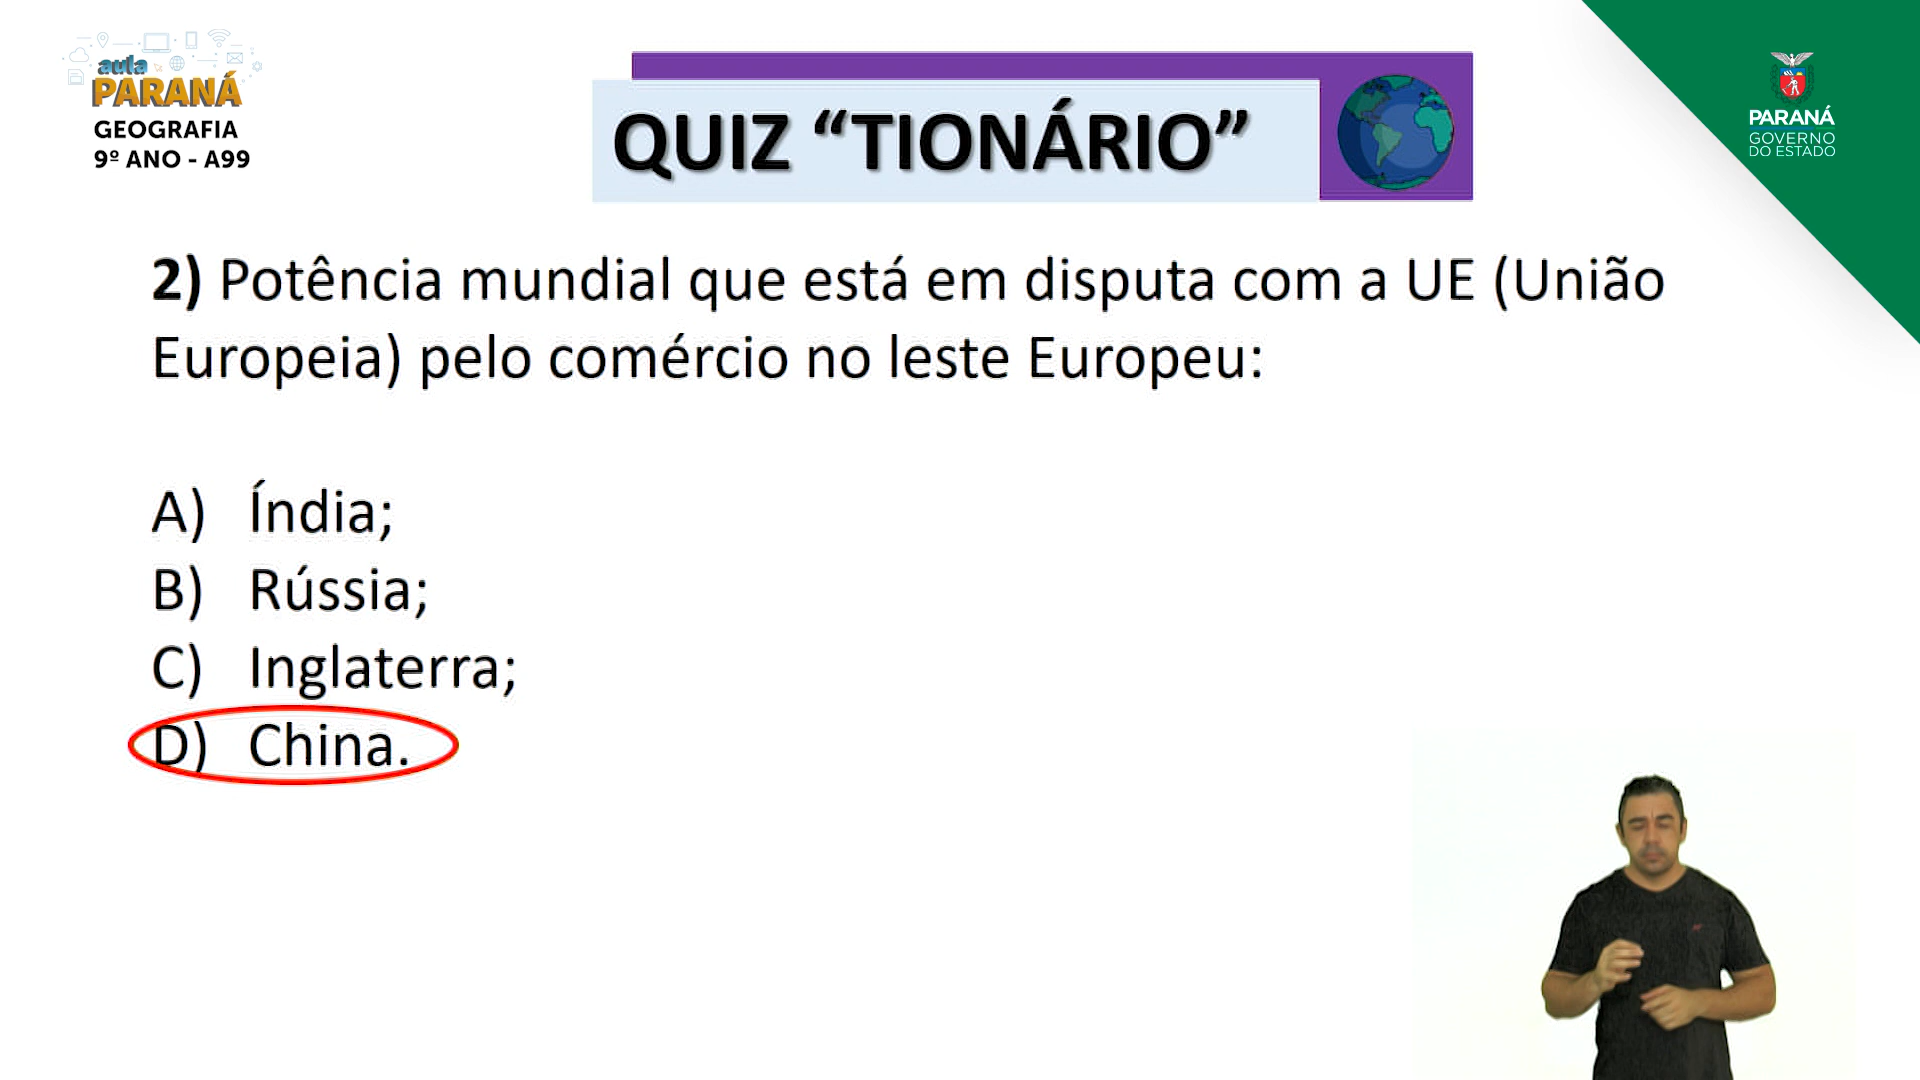 aula
PARANÁ
GEOGRAFIA
9º ANO - A99
QUIZ “TIONÁRIO”
PARANÁ
GOVERNO
DO ESTADO
2) Potência mundial que está em disputa com a UE (União
Europeia) pelo comércio no leste Europeu:
A) Índia;
B) Rússia;
C) Inglaterra;
D) China.